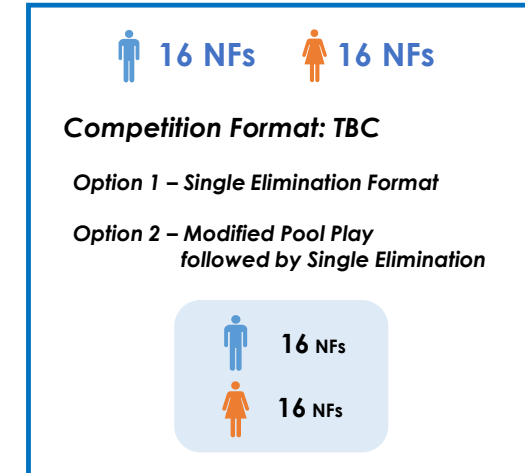 16 NFs 16 NFs
Competition Format: TBC
Option 1 – Single Elimination Format
Option 2 – Modified Pool Play
followed by Single Elimination
16 NFs
16 NFs